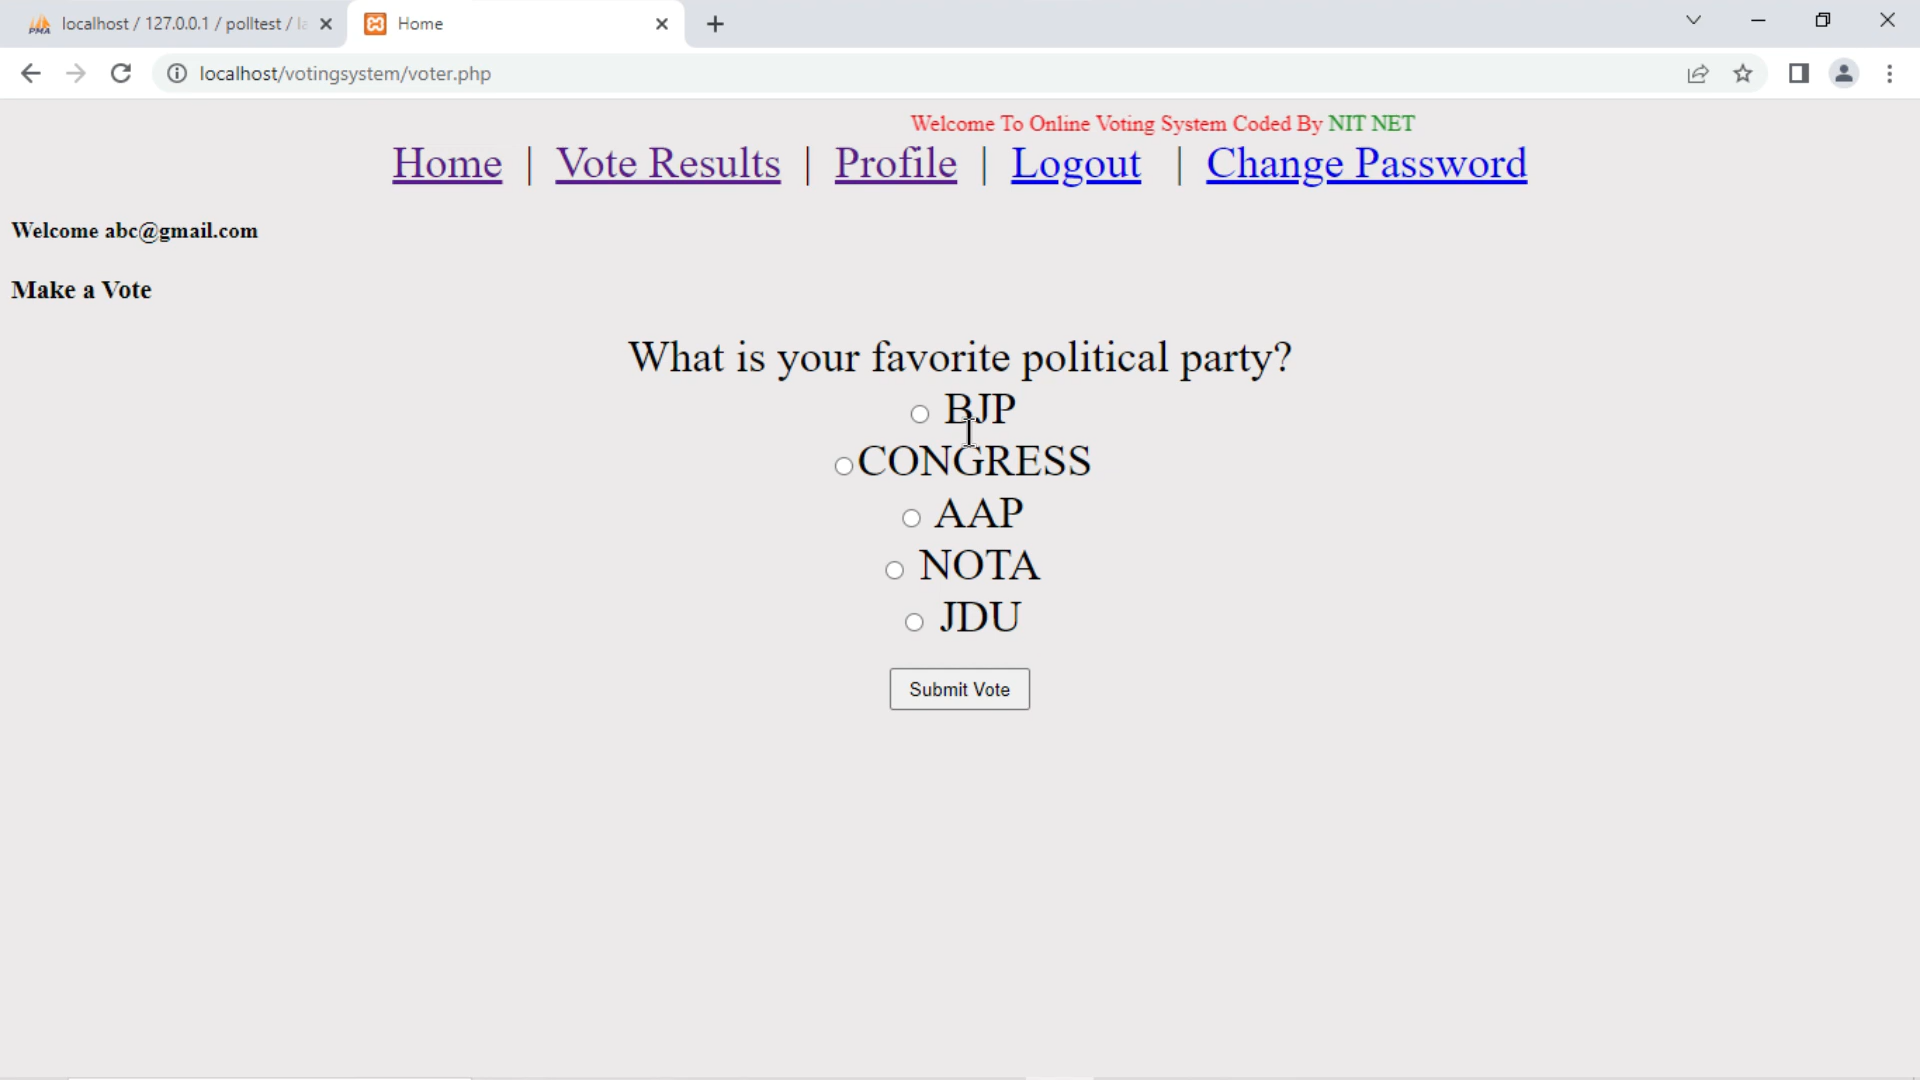 localhost / 127.0.0.1 / polltest / la
Home
localhost/votingsystem/voter.php
Welcome To Online Voting System Coded By NIT NET
Home | Vote Results | Profile | Logout | Change Password
Welcome abc@gmail.com
Make a Vote
What is your favorite political party?
BJP
CONGRESS
AAP
NOTA
JDU
Submit Vote